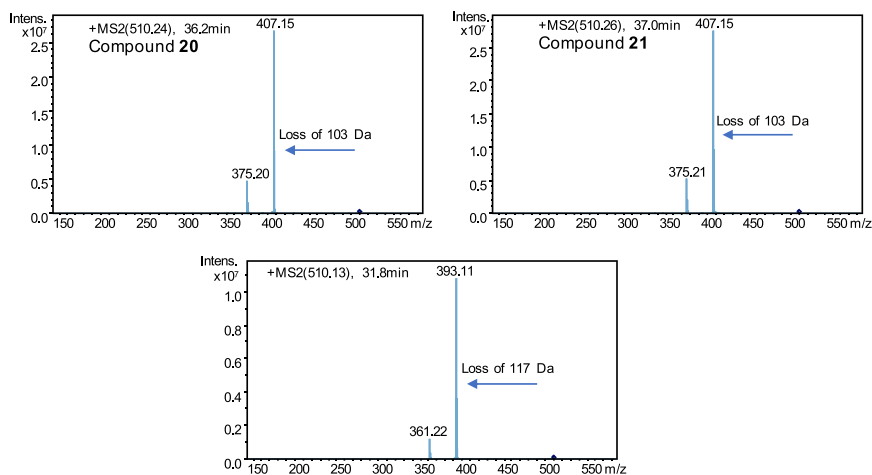 Intens.
x10⁷
+MS2(510.24), 36.2min
Compound 20
407.15
Loss of 103 Da
375.20
2.5
2.0
1.5
1.0
0.5
0.0
150 200 250 300 350 400 450 500 550 m/z
Intens.
x10⁷
+MS2(510.26), 37.0min
Compound 21
407.15
Loss of 103 Da
375.21
2.5
2.0
1.5
1.0
0.5
0.0
150 200 250 300 350 400 450 500 550 m/z
Intens.
x10⁷
+MS2(510.13), 31.8min
393.11
Loss of 117 Da
361.22
1.0
0.8
0.6
0.4
0.2
0.0
150 200 250 300 350 400 450 500 550 m/z